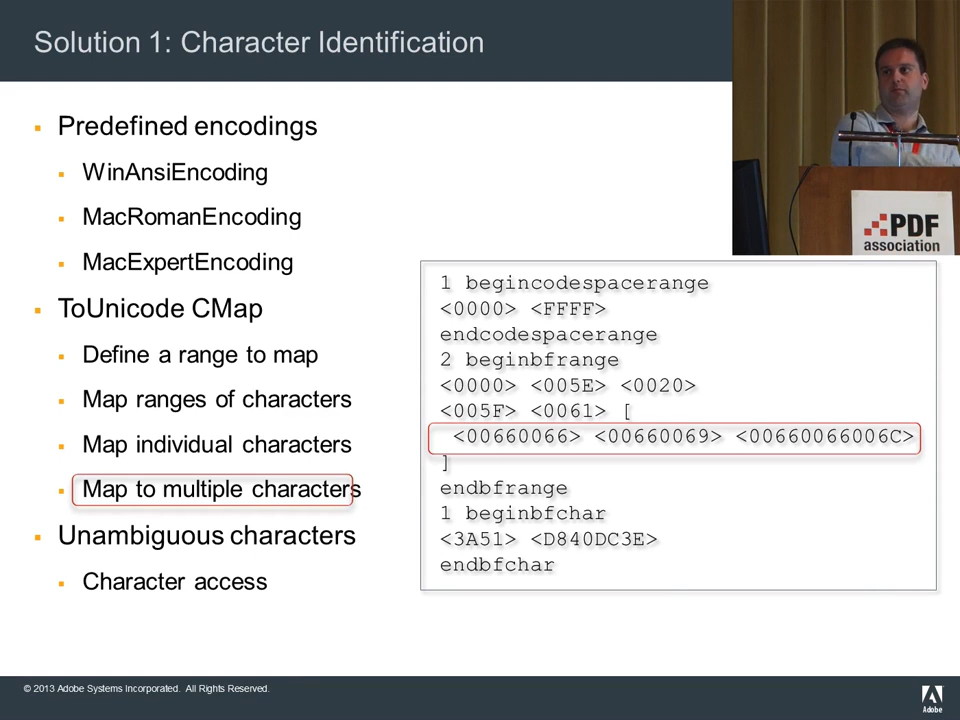 Solution 1: Character Identification
Predefined encodings
WinAnsiEncoding
MacRomanEncoding
MacExpertEncoding
ToUnicode CMap
Define a range to map
Map ranges of characters
Map individual characters
Map to multiple characters
Unambiguous characters
Character access
PDF
association
1 begincodespacerange
<0000> <FFFF>
endcodespacerange
2 beginbfrange
<0000> <005E> <0020>
<005F> <0061> [
<00660066> <00660069> <00660066006C>
]
endbfrange
1 beginbfchar
<3A51> <D840DC3E>
endbfchar
© 2013 Adobe Systems Incorporated. All Rights Reserved.
Adobe